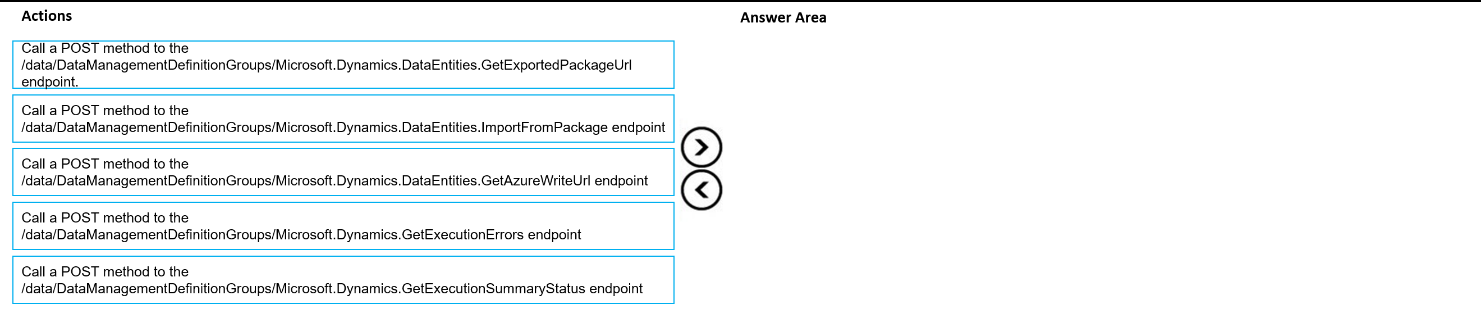 Actions
Answer Area
Call a POST method to the
/data/DataManagementDefinitionGroups/Microsoft.Dynamics.DataEntities.GetExportedPackageUrl
endpoint.
Call a POST method to the
/data/DataManagementDefinitionGroups/Microsoft.Dynamics.DataEntities.ImportFromPackage endpoint
Call a POST method to the
/data/DataManagementDefinitionGroups/Microsoft.Dynamics.DataEntities.GetAzureWriteUrl endpoint
Call a POST method to the
/data/DataManagementDefinitionGroups/Microsoft.Dynamics.GetExecutionErrors endpoint
Call a POST method to the
/data/DataManagementDefinitionGroups/Microsoft.Dynamics.GetExecutionSummaryStatus endpoint